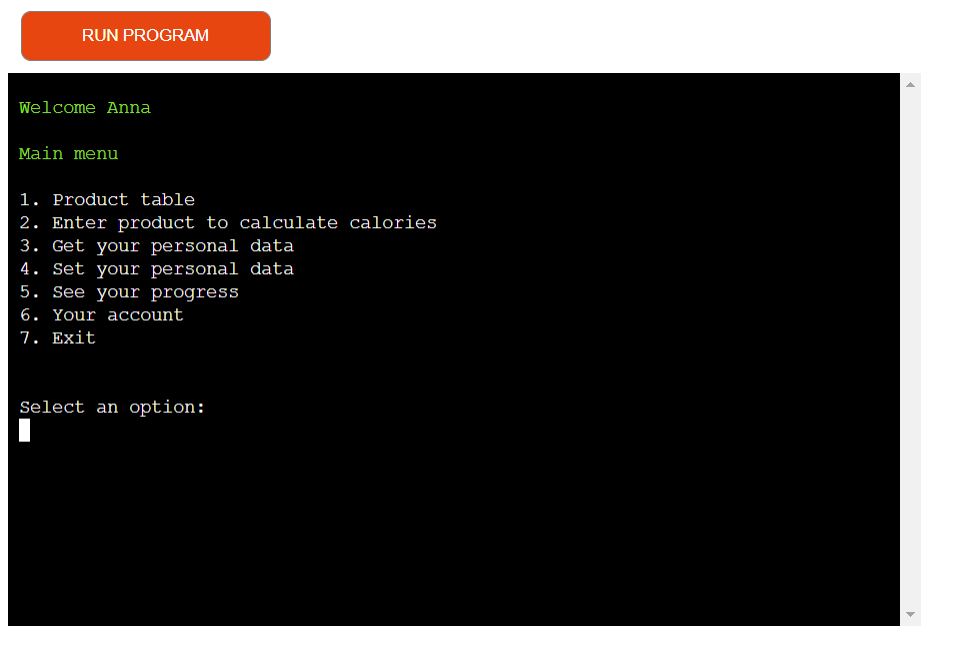 RUN PROGRAM
Welcome Anna
Main menu
1. Product table
2. Enter product to calculate calories
3. Get your personal data
4. Set your personal data
5. See your progress
6. Your account
7. Exit
Select an option: